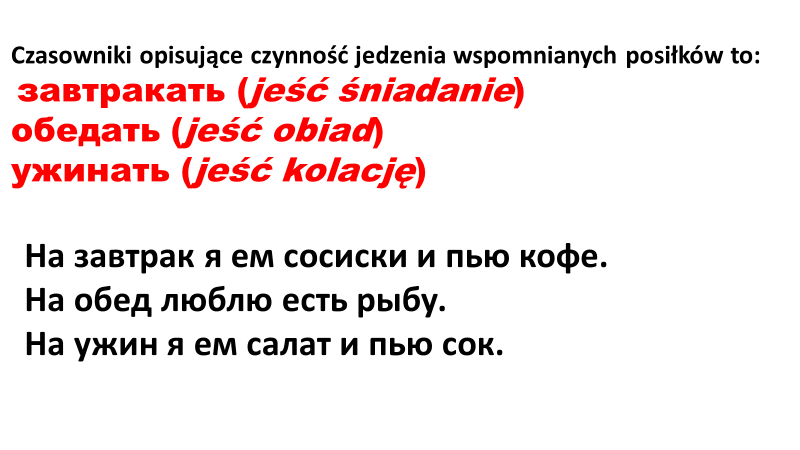 Czasowniki opisujące czynność jedzenia wspomnianych posiłków to:
завтракать (jeść śniadanie)
обедать (jeść obiad)
ужинать (jeść kolację)
На завтрак я ем сосиски и пью кофе.
На обед люблю есть рыбу.
На ужин я ем салат и пью сок.